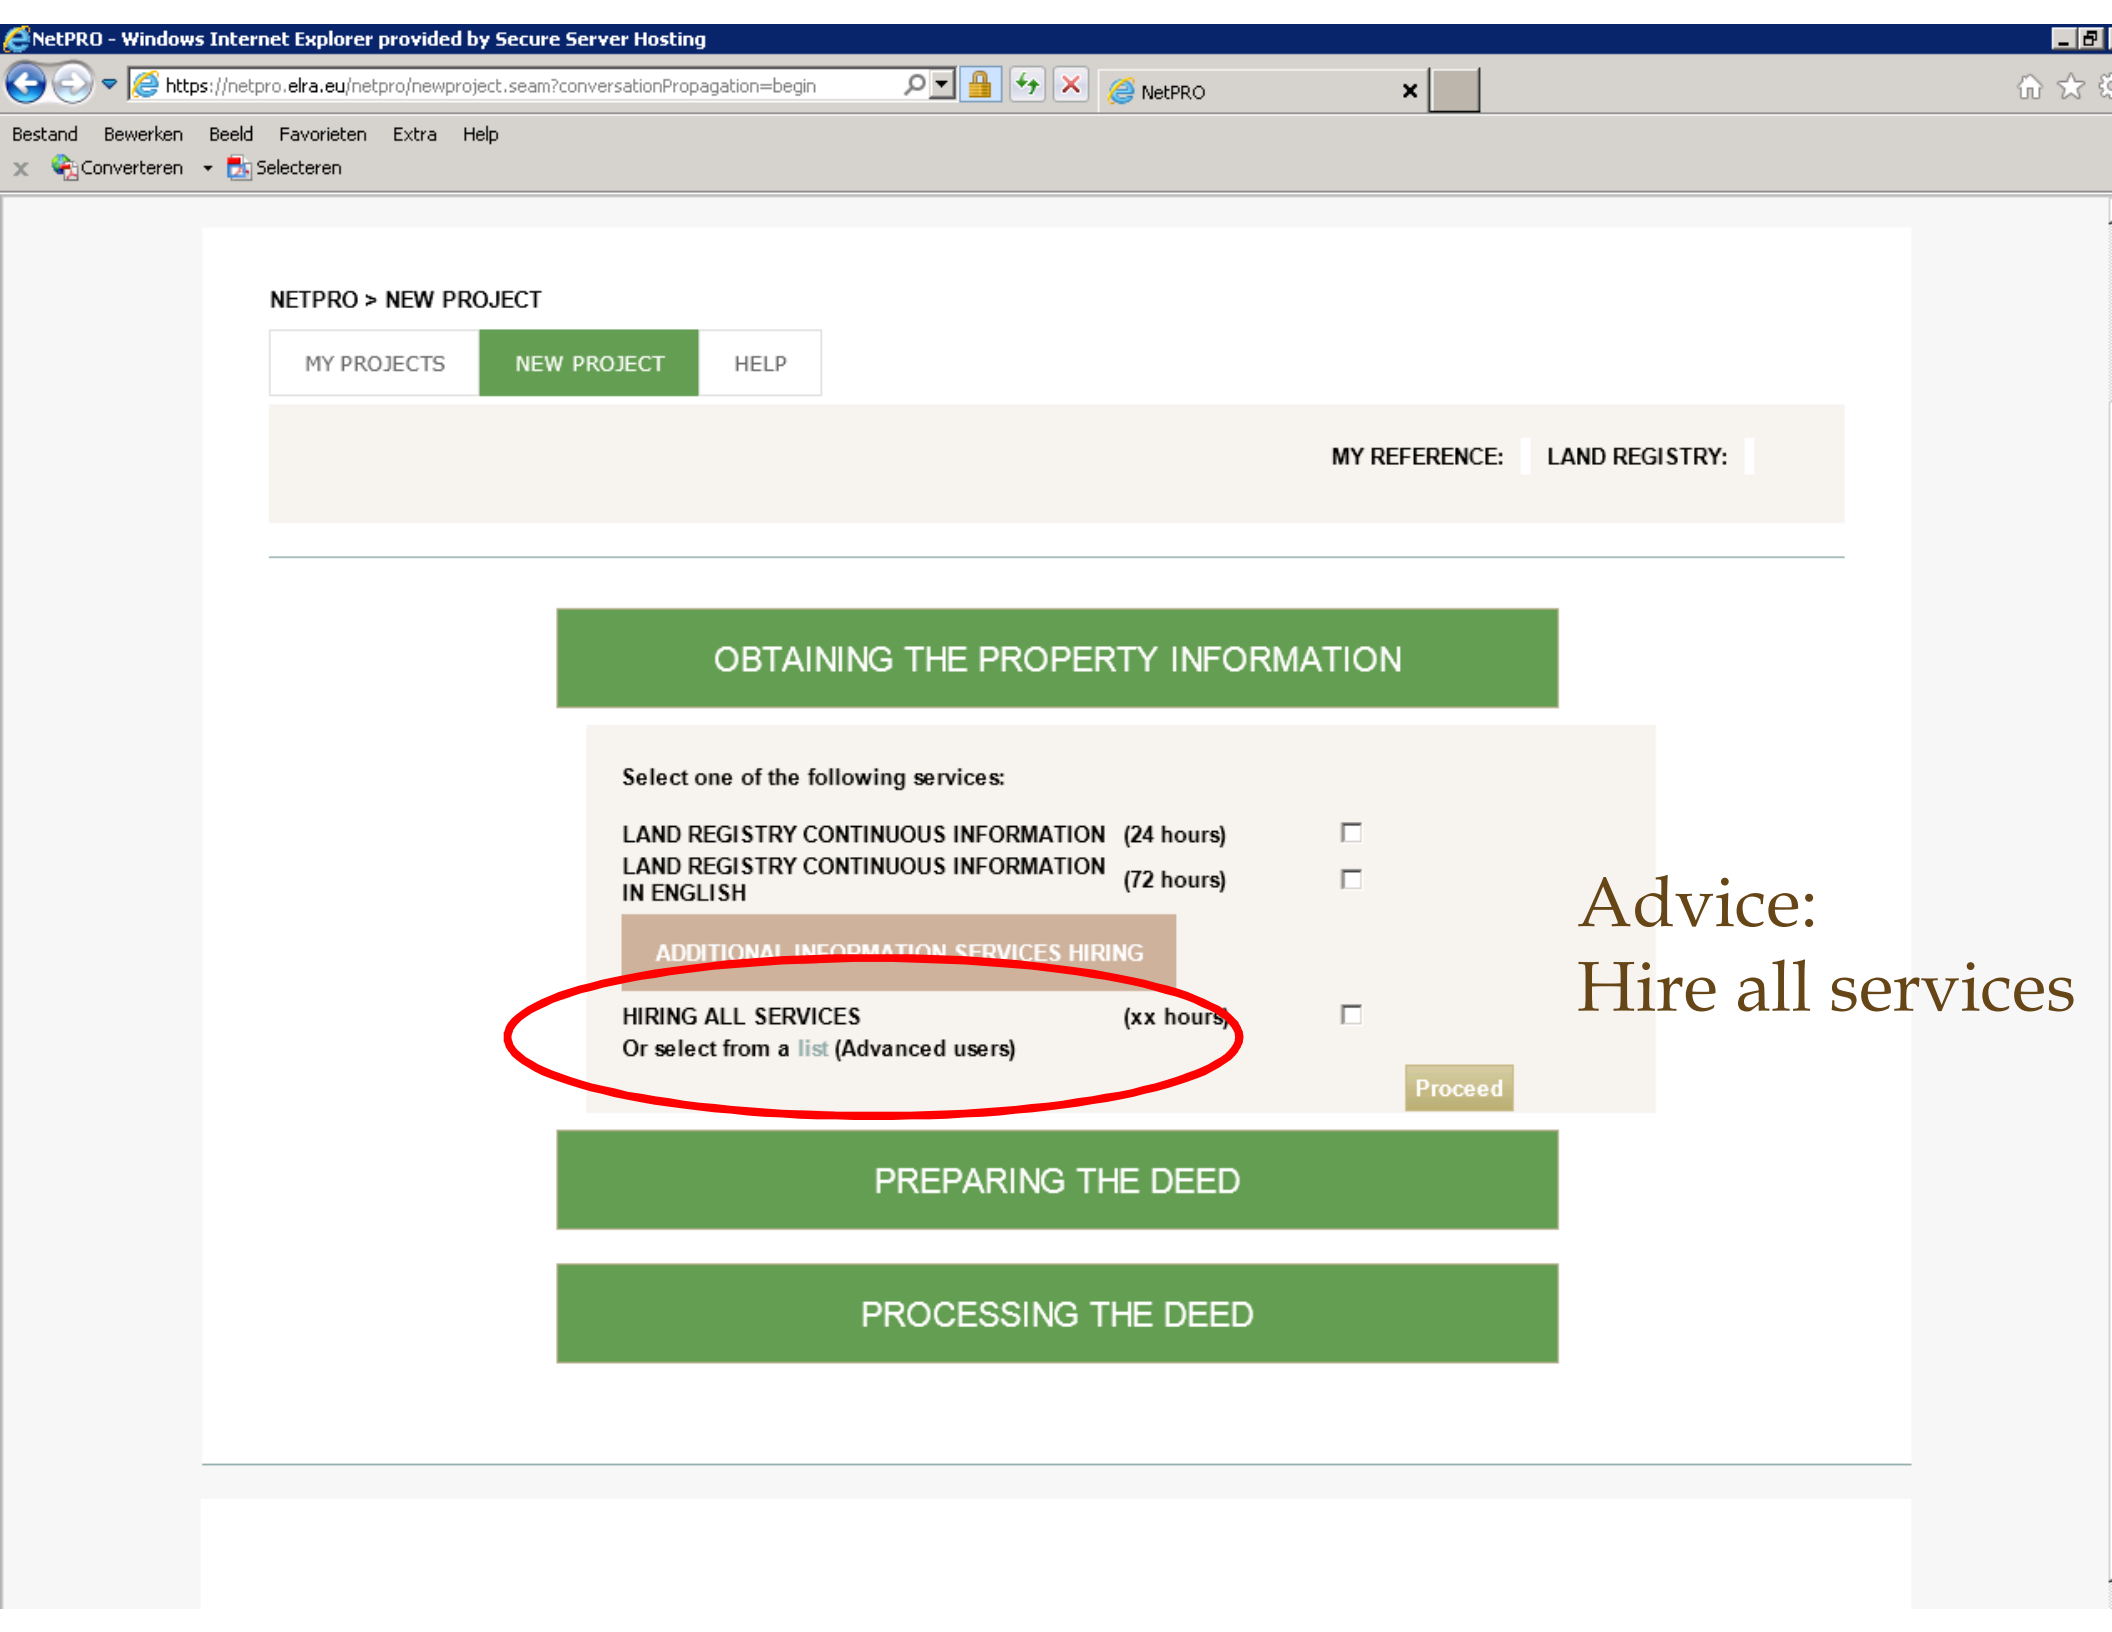 NetPRO - Windows Internet Explorer provided by Secure Server Hosting
https://netpro.elra.eu/netpro/newproject.seam?conversationPropagation=begin
NetPRO
Bestand Bewerken Beeld Favorieten Extra Help
x Converteren Selecteren
NETPRO > NEW PROJECT
MY PROJECTS NEW PROJECT HELP
MY REFERENCE: LAND REGISTRY:
OBTAINING THE PROPERTY INFORMATION
Select one of the following services:
LAND REGISTRY CONTINUOUS INFORMATION (24 hours)
LAND REGISTRY CONTINUOUS INFORMATION
IN ENGLISH (72 hours)
ADDITIONAL INFORMATION SERVICES HIRING
HIRING ALL SERVICES (xx hours)
Or select from a list (Advanced users)
Proceed
Advice:
Hire all services
PREPARING THE DEED
PROCESSING THE DEED